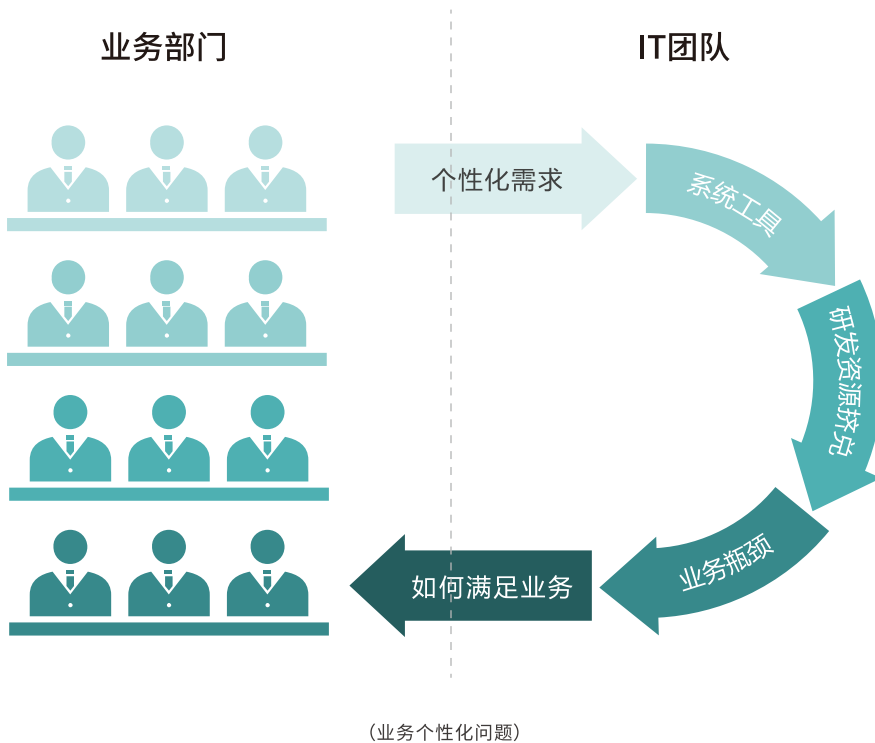 业务部门
IT团队
个性化需求
系统工具
研发资源挤兑
业务瓶颈
如何满足业务
（业务个性化问题）